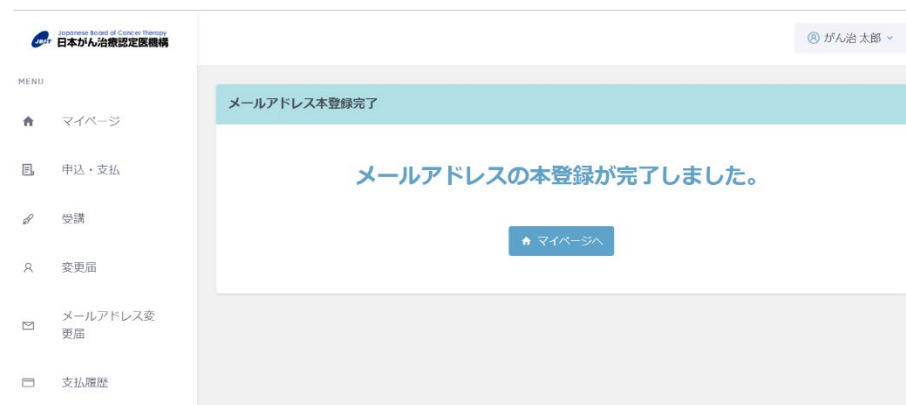 Japanese Board of Cancer Therapy
JBCT 日本がん治療認定医機構
がん治 太郎
MENU
マイページ
申込・支払
受講
変更届
メールアドレス変
更届
支払履歴
メールアドレス本登録完了
メールアドレスの本登録が完了しました。
マイページへ